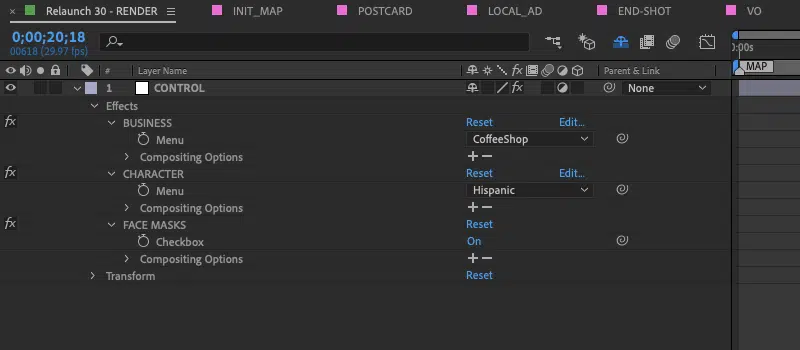 Relaunch 30 - RENDER INIT_MAP POSTCARD LOCAL_AD END-SHOT VO
0;00;20;18
00618 (29.97 fps)
:00s
MAP
# Layer Name fx Parent & Link
1 CONTROL fx None
Effects
fx BUSINESS Reset Edit...
Menu CoffeeShop
Compositing Options
fx CHARACTER Reset Edit...
Menu Hispanic
Compositing Options
fx FACE MASKS Reset
Checkbox On
Compositing Options
Transform Reset